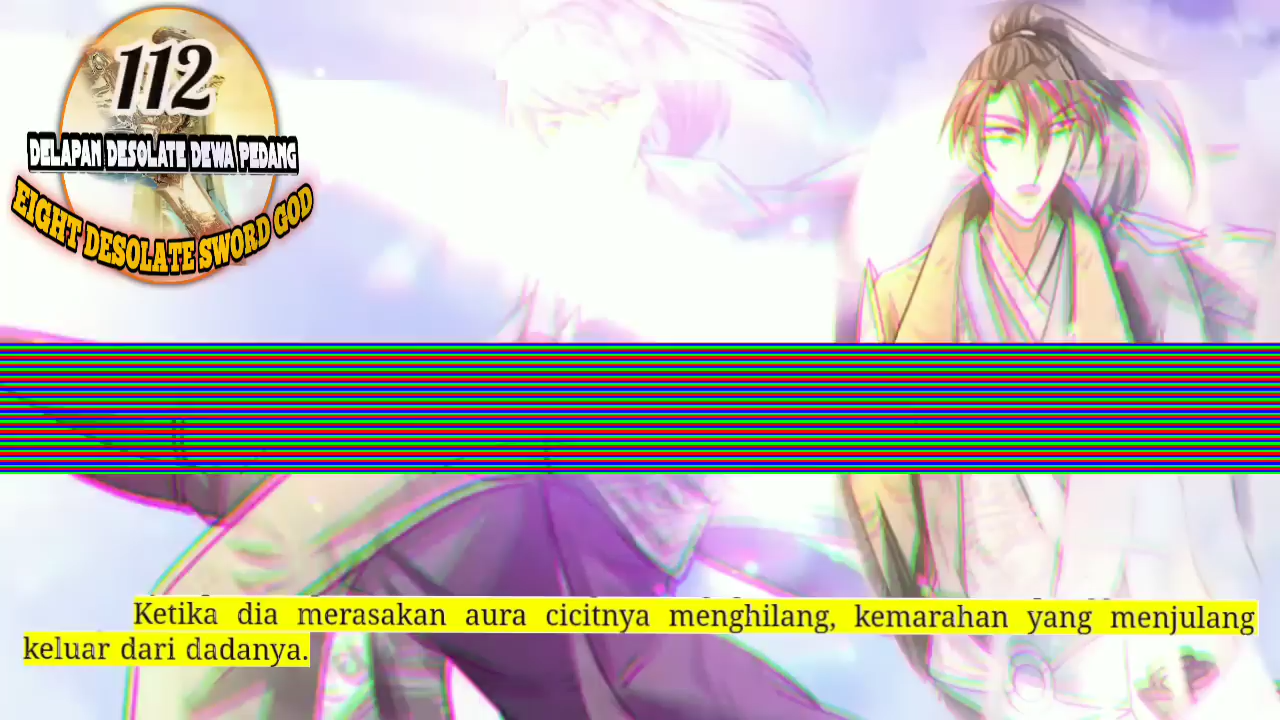 112
DELAPAN DESOLATE DEWA PEDANG
EIGHT DESOLATE SWORD GOD
Ketika dia merasakan aura cicitnya menghilang, kemarahan yang menjulang
keluar dari dadanya.